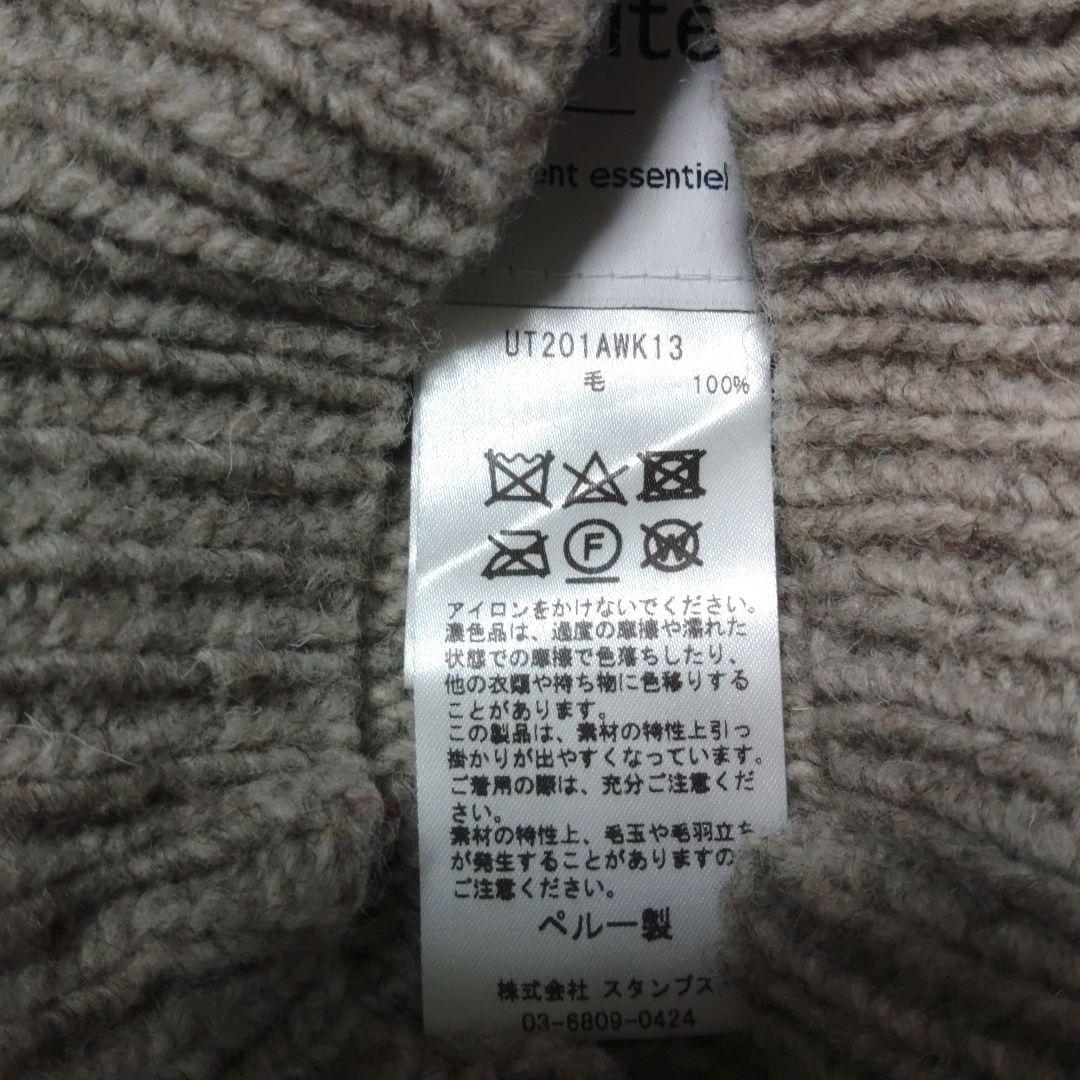 ite
ent essentiel
UT201AWK13
毛 100%
F
W
アイロンをかけないでください。
濃色品は、過度の摩擦や濡れた
状態での摩擦で色落ちしたり、
他の衣類や持ち物に色移りする
ことがあります。
この製品は、素材の特性上引っ
掛かりが出やすくなっています。
ご着用の際は、充分ご注意くだ
さい。
素材の特性上、毛玉や毛羽立ち
が発生することがありますの
ご注意ください。
ペルー製
株式会社 スタンプス
03-6809-0424